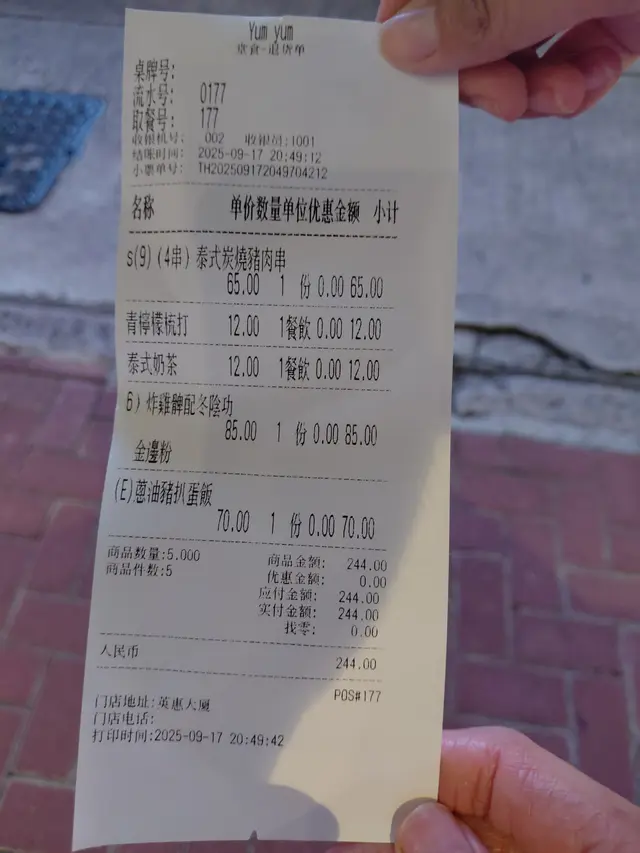 Yum yum
堂食-退货单
桌牌号:
流水号: 0177
取餐号: 177
收银机号: 002 收银员:1001
结账时间: 2025-09-17 20:49:12
小票单号: TH202509172049704212
名称 单价数量单位优惠金额 小计
s(9) (4串) 泰式炭燒豬肉串
65.00 1 份 0.00 65.00
青檸檬梳打 12.00 1餐飲 0.00 12.00
泰式奶茶 12.00 1餐飲 0.00 12.00
6) 炸雞髀配冬陰功
85.00 1 份 0.00 85.00
金邊粉
(E)蔥油豬扒蛋飯
70.00 1 份 0.00 70.00
商品数量:5.000 商品金额: 244.00
商品件数:5 优惠金额: 0.00
应付金额: 244.00
实付金额: 244.00
找零: 0.00
人民币 244.00
POS#177
门店地址:英惠大厦
门店电话:
打印时间:2025-09-17 20:49:42